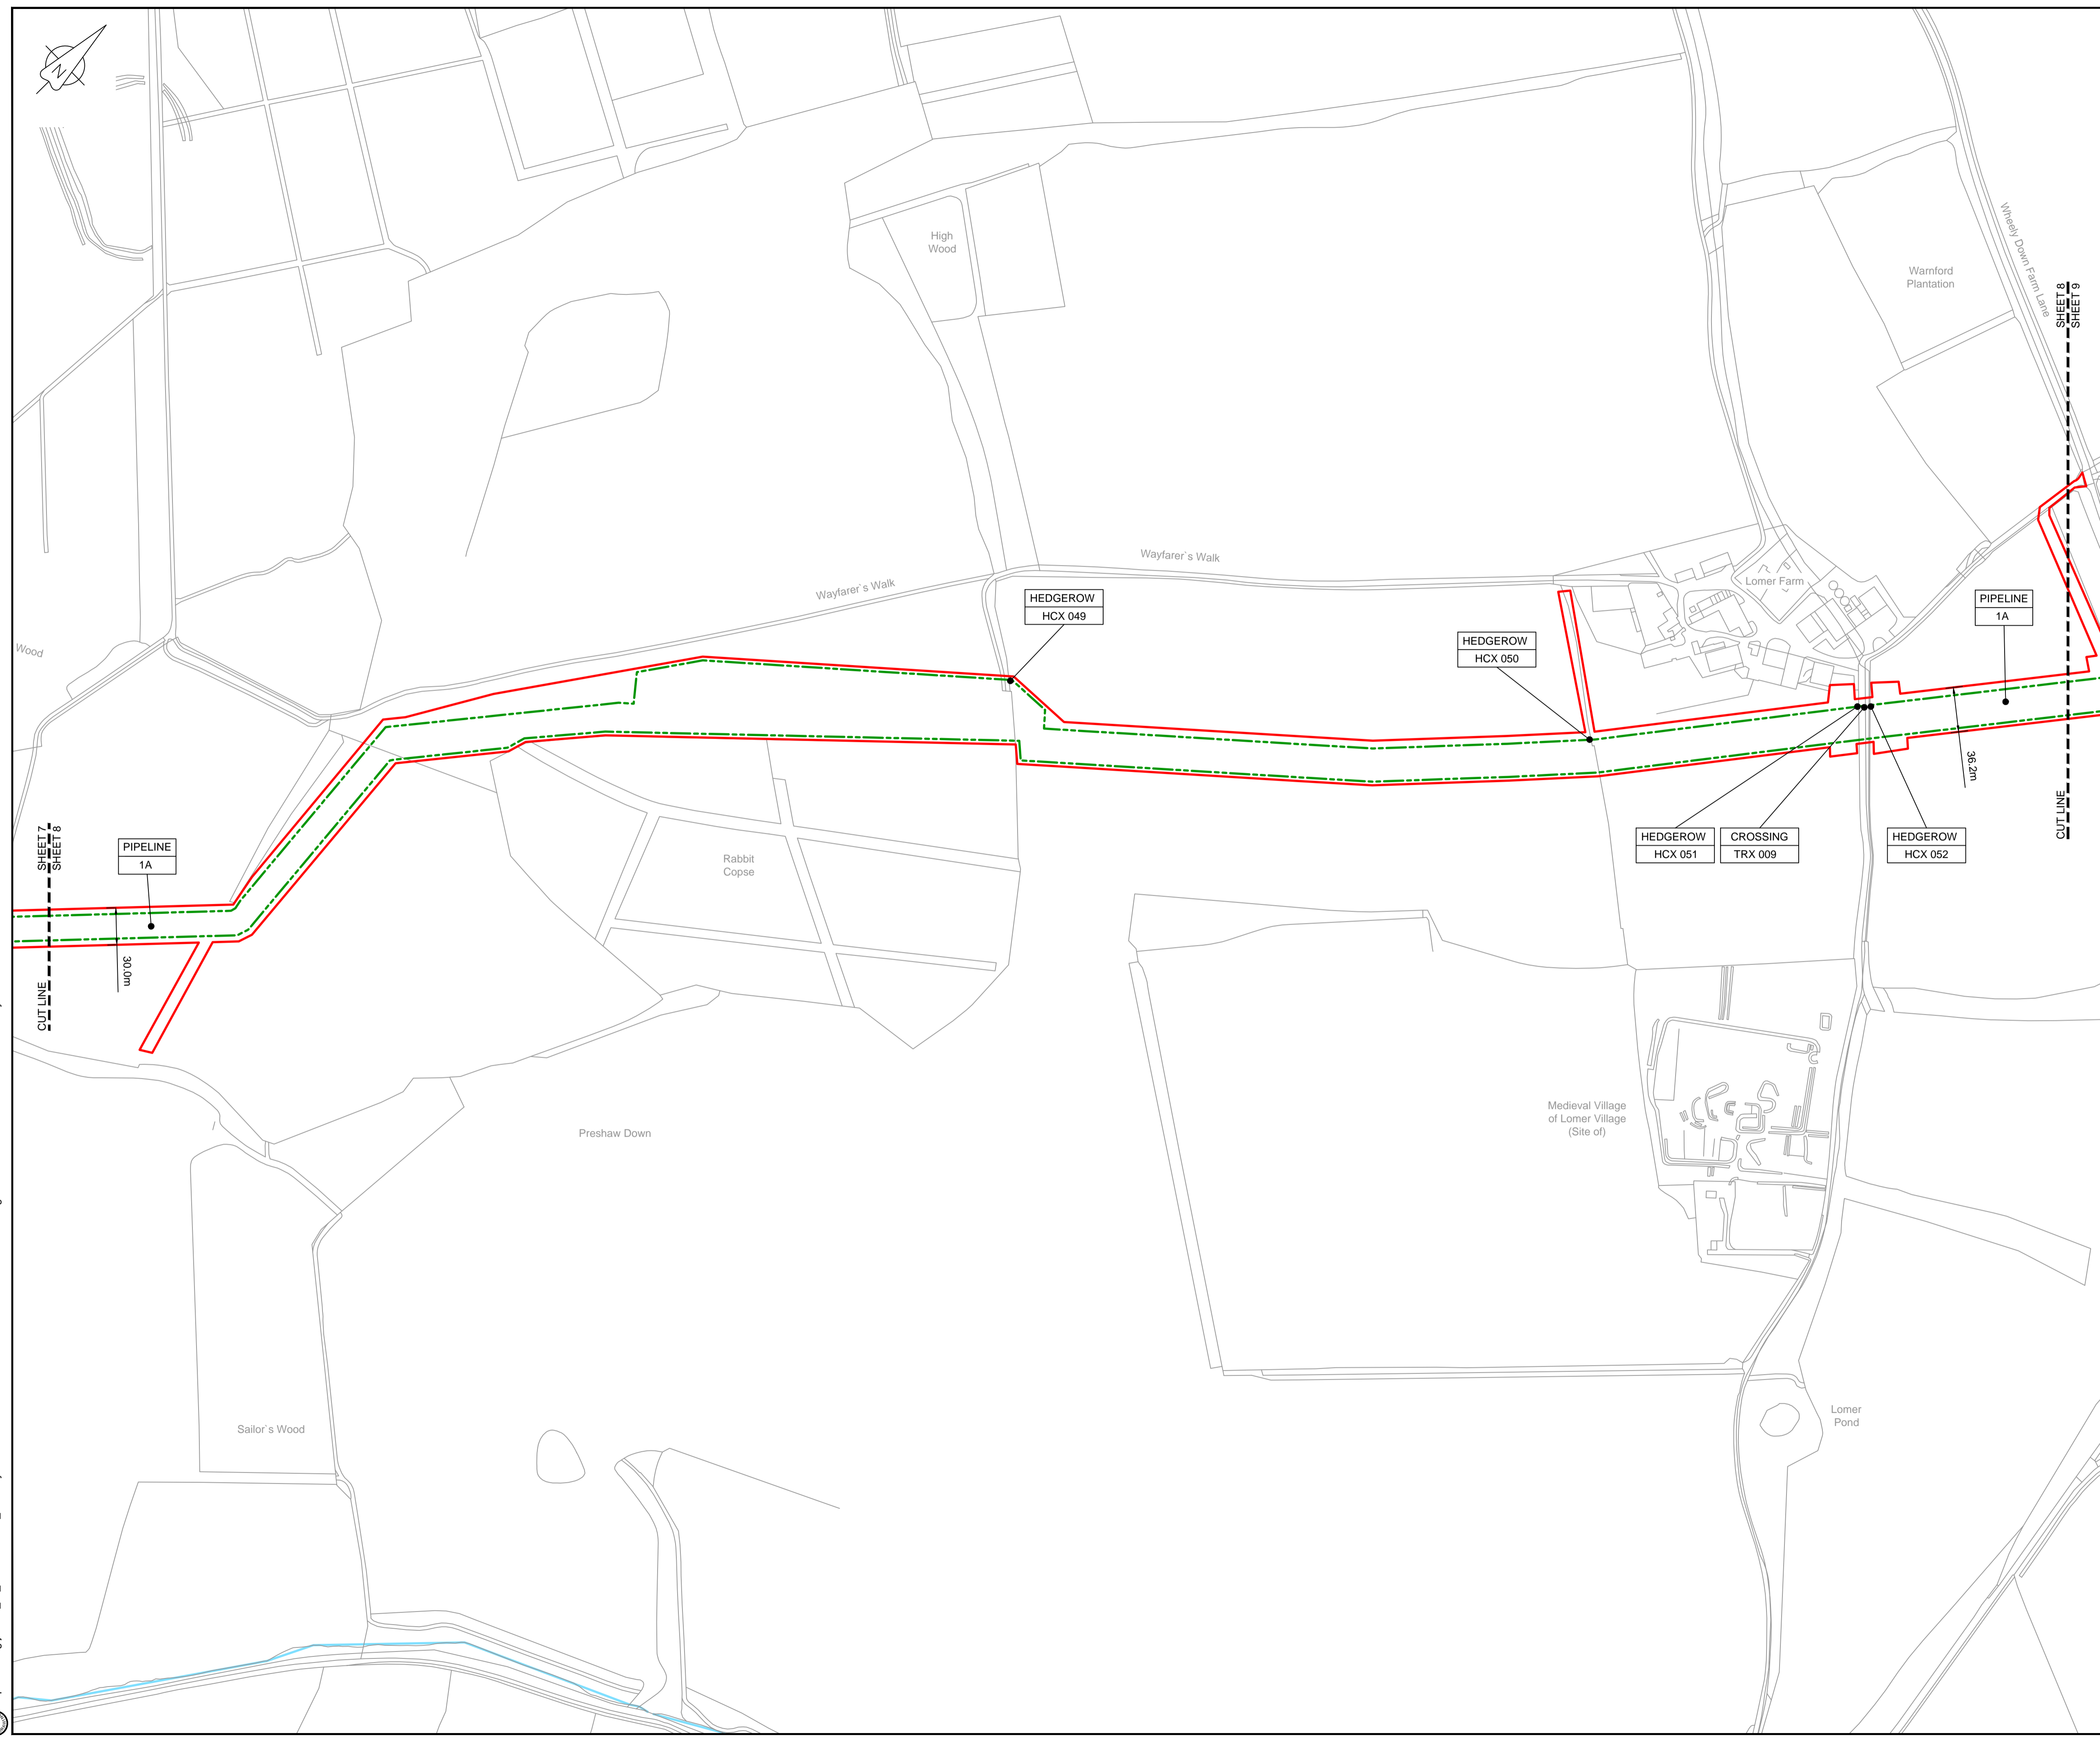 N
High
Wood
Warnford
Plantation
Wheely Down Farm Lane
SHEET 8
SHEET 9
Wayfarer`s Walk
Wayfarer`s Walk
Lomer Farm
HEDGEROW
HCX 049
PIPELINE
1A
HEDGEROW
HCX 050
Wood
36.2m
CUT LINE
SHEET 7
SHEET 8
PIPELINE
1A
HEDGEROW
HCX 051
CROSSING
TRX 009
HEDGEROW
HCX 052
Rabbit
Copse
30.0m
CUT LINE
Medieval Village
of Lomer Village
(Site of)
Preshaw Down
Lomer
Pond
Sailor`s Wood